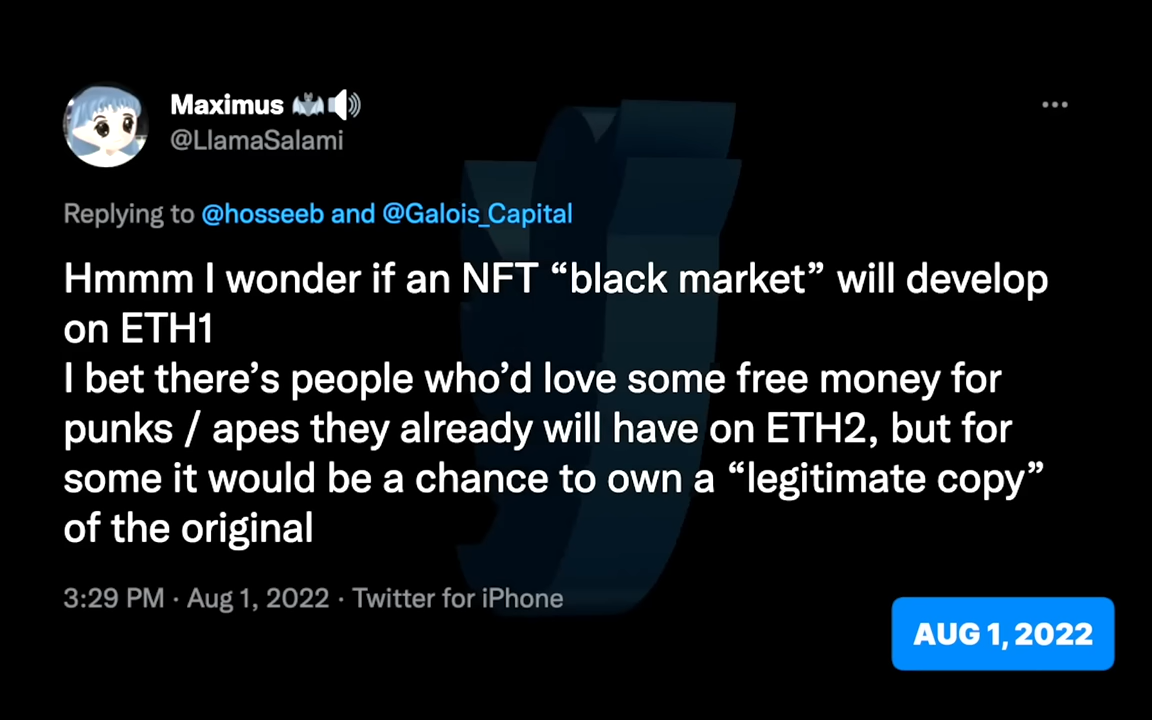 Maximus
@LlamaSalami
Replying to @hosseeb and @Galois_Capital
Hmmm I wonder if an NFT “black market” will develop
on ETH1
I bet there’s people who’d love some free money for
punks / apes they already will have on ETH2, but for
some it would be a chance to own a “legitimate copy”
of the original
3:29 PM · Aug 1, 2022 · Twitter for iPhone
AUG 1, 2022